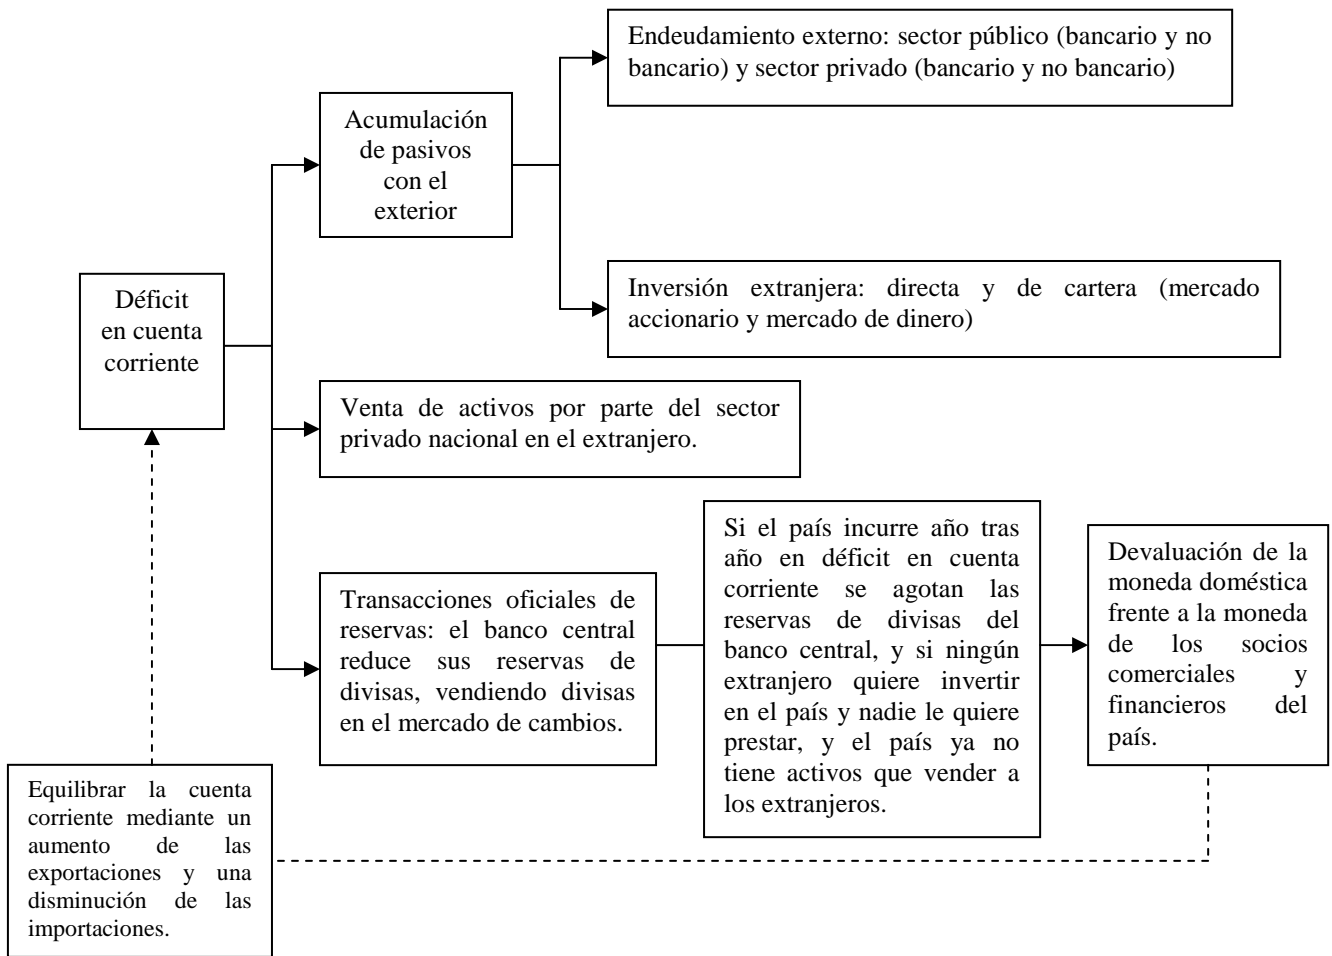 Endeudamiento externo: sector público (bancario y no
bancario) y sector privado (bancario y no bancario)
Acumulación
de pasivos
con el
exterior
Inversión extranjera: directa y de cartera (mercado
accionario y mercado de dinero)
Déficit
en cuenta
corriente
Venta de activos por parte del sector
privado nacional en el extranjero.
Transacciones oficiales de
reservas: el banco central
reduce sus reservas de
divisas, vendiendo divisas
en el mercado de cambios.
Si el país incurre año tras
año en déficit en cuenta
corriente se agotan las
reservas de divisas del
banco central, y si ningún
extranjero quiere invertir
en el país y nadie le quiere
prestar, y el país ya no
tiene activos que vender a
los extranjeros.
Devaluación de la
moneda doméstica
frente a la moneda
de los socios
comerciales y
financieros del
país.
Equilibrar la cuenta
corriente mediante un
aumento de las
exportaciones y una
disminución de las
importaciones.